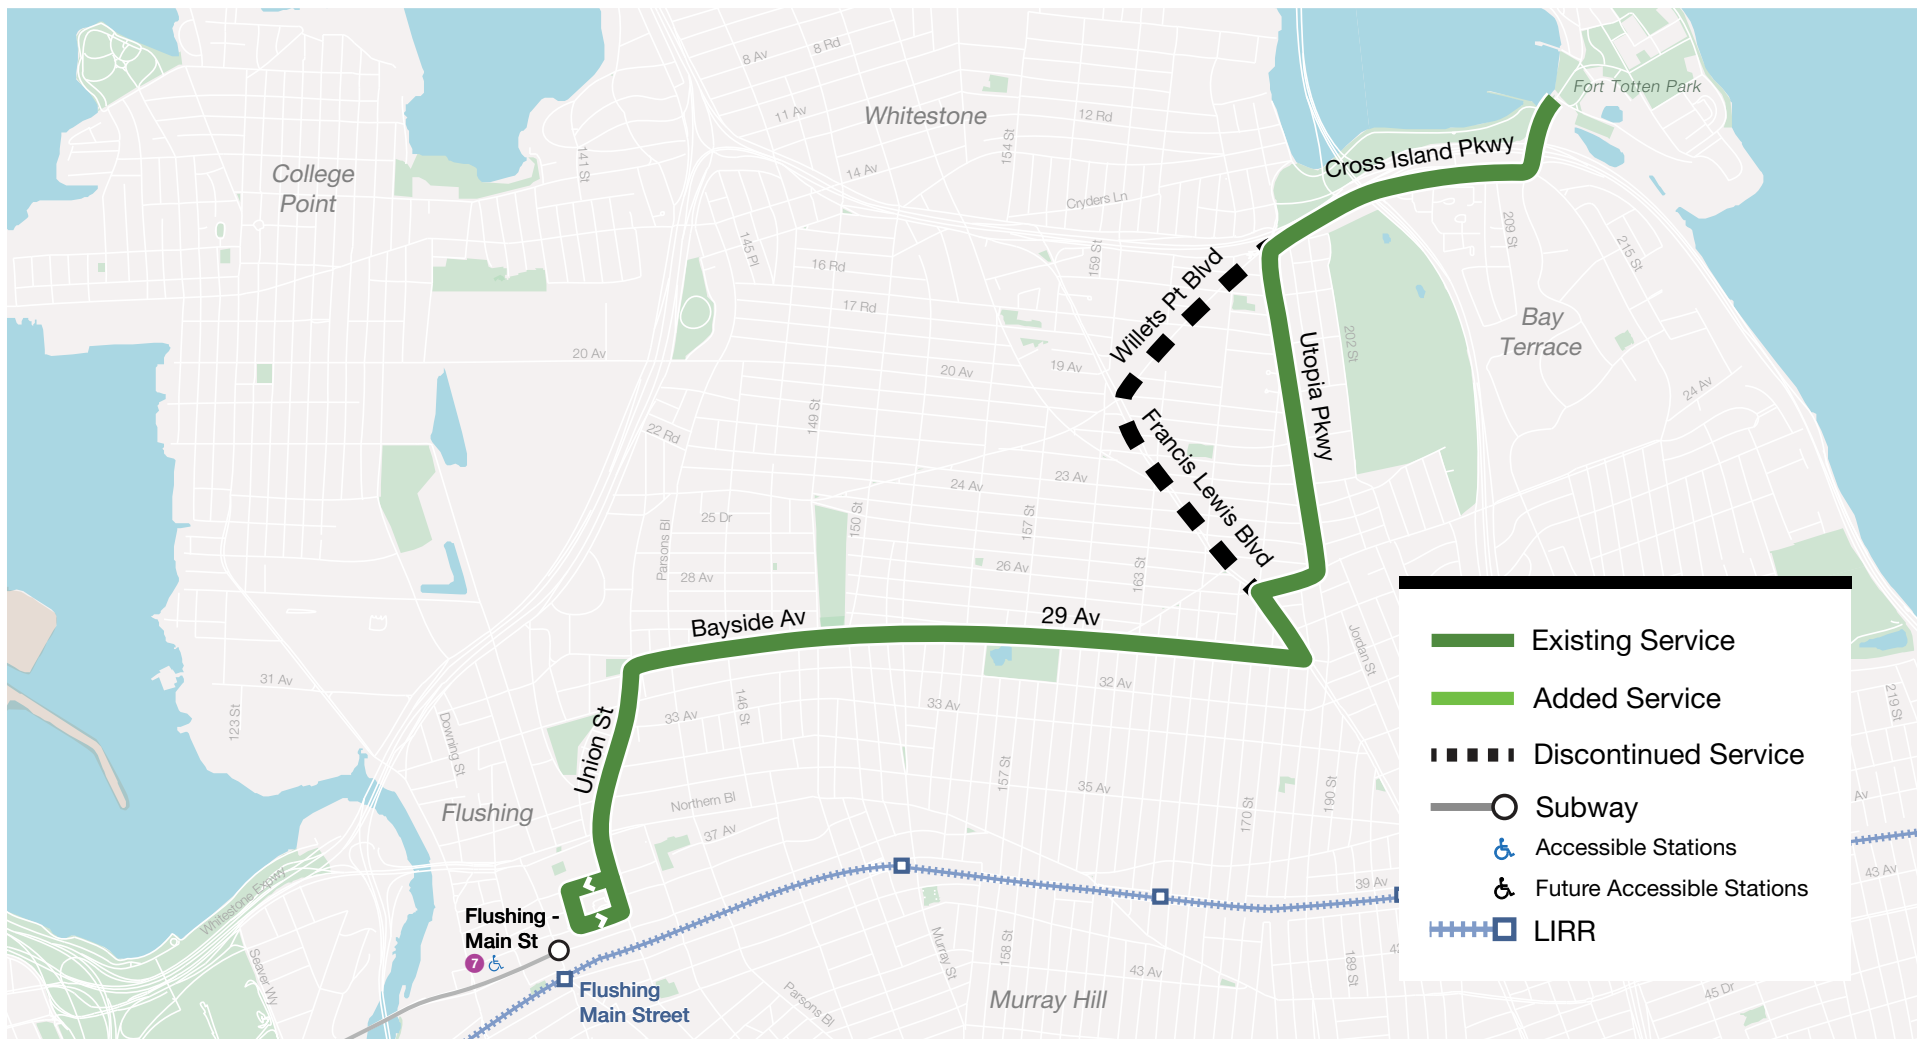 8 Av
8 Rd
Fort Totten Park
Whitestone
11 Av
12 Rd
154 St
141 St
College
Point
14 Av
Cross Island Pkwy
Cryders Ln
209 St
215 St
145 Pl
16 Rd
159 St
Willets Pt Blvd
17 Rd
Bay
Terrace
Utopia Pkwy
202 St
20 Av
20 Av
19 Av
24 Av
149 St
22 Rd
Francis Lewis Blvd
24 Av
23 Av
25 Dr
150 St
157 St
Parsons Bl
28 Av
26 Av
163 St
Bayside Av
29 Av
Jordan St
31 Av
123 St
Downing St
Union St
33 Av
146 St
33 Av
32 Av
219 St
Existing Service
Added Service
Discontinued Service
Subway
Accessible Stations
Future Accessible Stations
LIRR
Flushing
Northern Bl
37 Av
157 St
35 Av
170 St
190 St
Av
43 Av
39 Av
Whitestone Expwy
Flushing -
Main St
7
Seaver Wy
Flushing
Main Street
Parsons Bl
Murray St
158 St
43 Av
Murray Hill
189 St
45 Dr